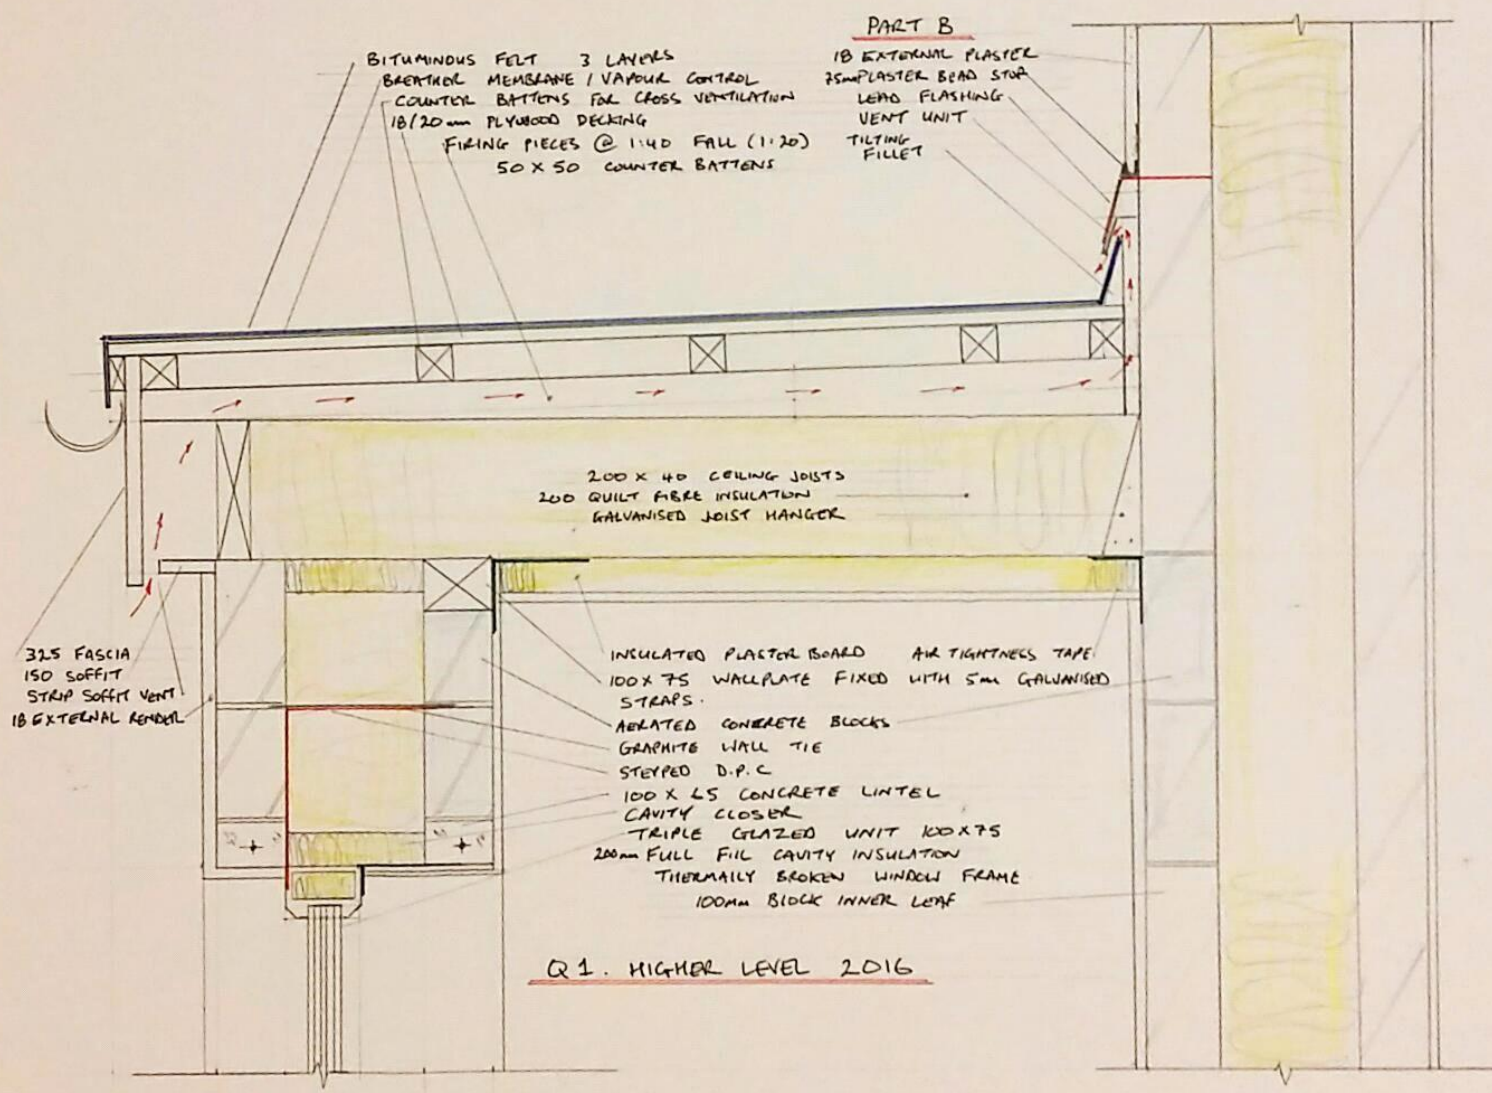 PART B
BITUMINOUS FELT 3 LAYERS
BREATHER MEMBRANE / VAPOUR CONTROL
COUNTER BATTENS FOR CROSS VENTILATION
18/20mm PLYWOOD DECKING
FIRING PIECES @ 1:40 FALL (1:20)
50 X 50 COUNTER BATTENS
18 EXTERNAL PLASTER
75mm PLASTER BEAD STOP
LEAD FLASHING
VENT UNIT
TILTING
FILLET
200 X 40 CEILING JOISTS
200 QUILT FIBRE INSULATION
GALVANISED JOIST HANGER
325 FASCIA
150 SOFFIT
STRIP SOFFIT VENT
18 EXTERNAL RENDER
INSULATED PLASTER BOARD AIR TIGHTNESS TAPE
100 X 75 WALLPLATE FIXED WITH 5mm GALVANISED
STRAPS.
AERATED CONCRETE BLOCKS
GRAPHITE WALL TIE
STEPPED D.P.C
100 X 65 CONCRETE LINTEL
CAVITY CLOSER
TRIPLE GLAZED UNIT 100X75
200mm FULL FILL CAVITY INSULATION
THERMALLY BROKEN WINDOW FRAME
100mm BLOCK INNER LEAF
Q1. HIGHER LEVEL 2016